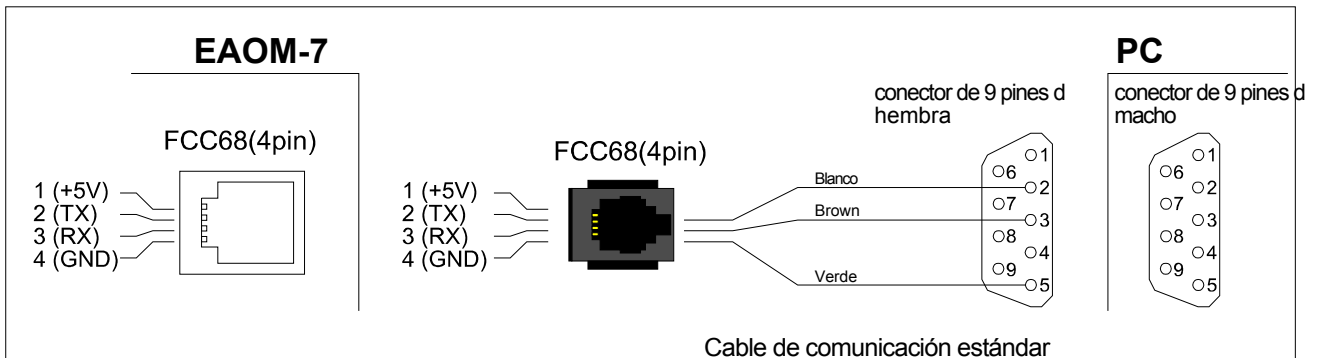 EAOM-7
PC
conector de 9 pines d
hembra
conector de 9 pines d
macho
FCC68(4pin)
FCC68(4pin)
1 (+5V)
2 (TX)
3 (RX)
4 (GND)
1 (+5V)
2 (TX)
3 (RX)
4 (GND)
Blanco
Brown
Verde
1
6
2
7
3
8
4
9
5
1
6
2
7
3
8
4
9
5
Cable de comunicación estándar